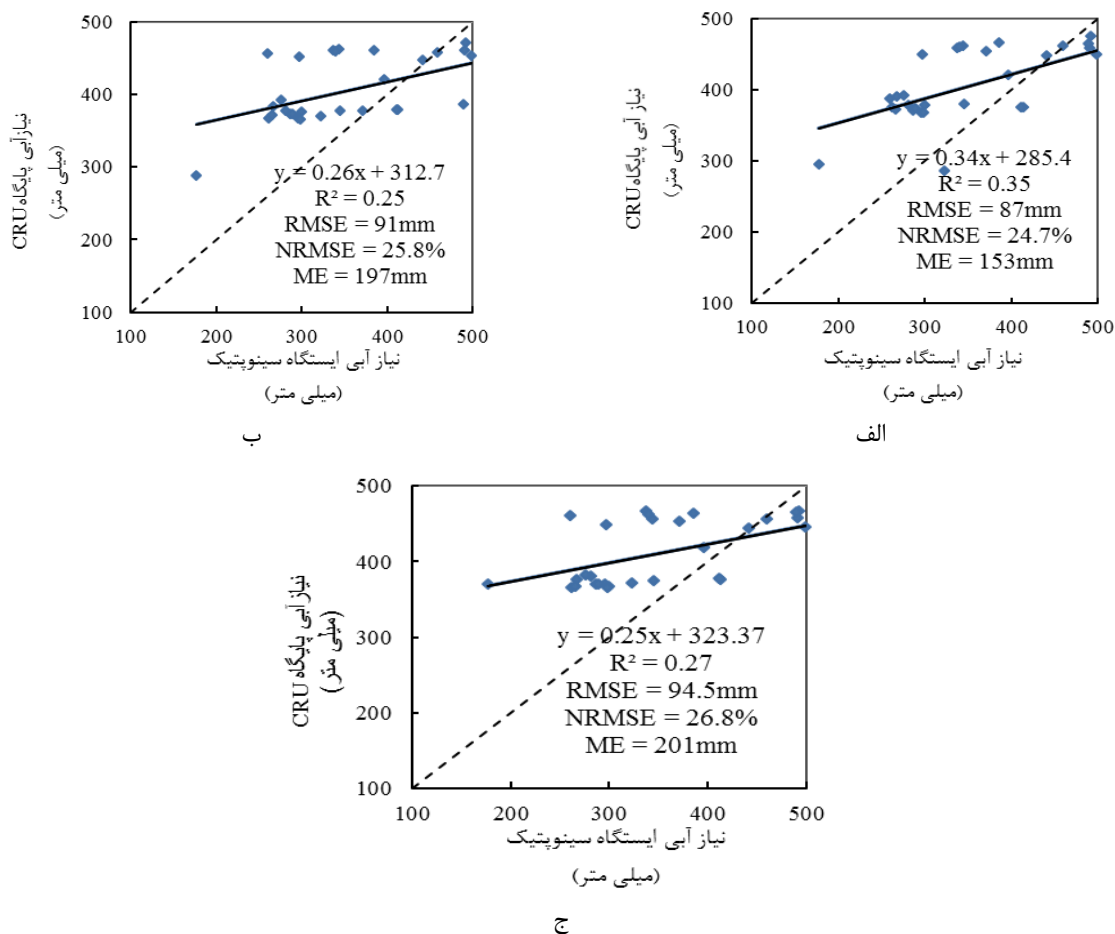 500
400
300
200
100
100
200
300
400
500
نیاز آبی پایگاه CRU
(میلی متر)
y = 0.34x + 285.4
R² = 0.35
RMSE = 87mm
NRMSE = 24.7%
ME = 153mm
نیاز آبی ایستگاه سینوپتیک
(میلی متر)
الف
500
400
300
200
100
100
200
300
400
500
نیاز آبی پایگاه CRU
(میلی متر)
y = 0.26x + 312.7
R² = 0.25
RMSE = 91mm
NRMSE = 25.8%
ME = 197mm
نیاز آبی ایستگاه سینوپتیک
(میلی متر)
ب
500
400
300
200
100
100
200
300
400
500
نیاز آبی پایگاه CRU
(میلی متر)
y = 0.25x + 323.37
R² = 0.27
RMSE = 94.5mm
NRMSE = 26.8%
ME = 201mm
نیاز آبی ایستگاه سینوپتیک
(میلی متر)
ج